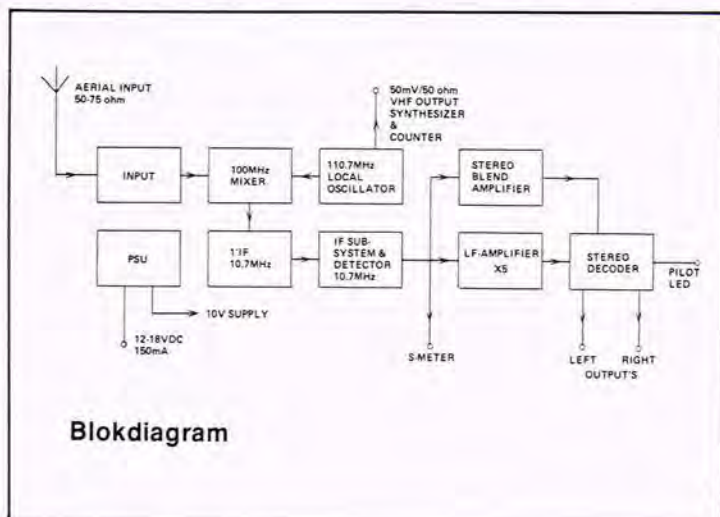 AERIAL INPUT
50-75 ohm
50mV/50 ohm
VHF OUTPUT
SYNTHESIZER
&
COUNTER
INPUT
100MHz
MIXER.
110.7MHz
LOCAL
OSCILLATOR
STEREO
BLEND
AMPLIFIER
PSU
1'IF
10.7MHz
IF SUB-
SYSTEM &
DETECTOR
10.7MHz
LF-AMPLIFIER
X5
STEREO
DECODER
PILOT
LED
10V SUPPLY
12-18VDC
150mA
S-METER
LEFT
RIGHT
OUTPUT'S
Blokdiagram